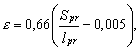 ε = 0,66(S_pr/l_pr − 0,005),